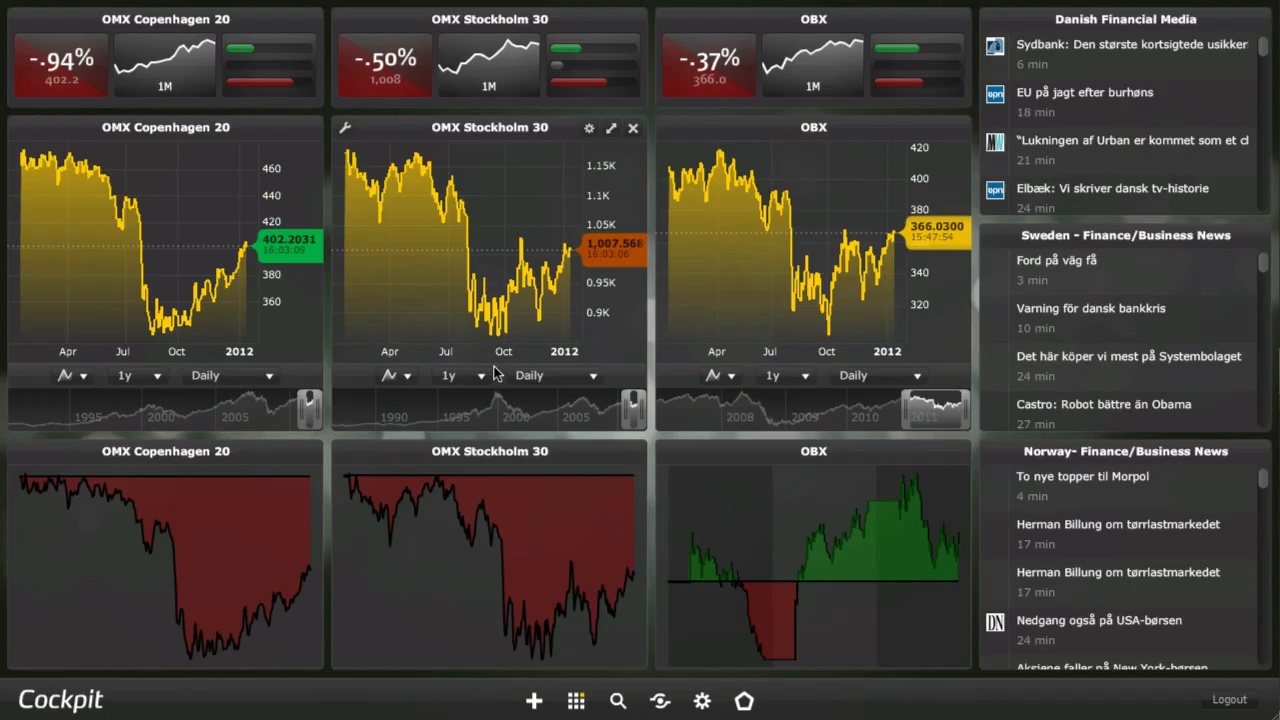 OMX Copenhagen 20
-.94%
402.2
1M
OMX Stockholm 30
-.50%
1,008
1M
OBX
-.37%
366.0
1M
OMX Copenhagen 20
460
440
420
402.2031
16:03:09
380
360
Apr Jul Oct 2012
1y Daily
1995 2000 2005
OMX Stockholm 30
1.15K
1.1K
1.05K
1,007.568
16:03:06
0.95K
0.9K
Apr Jul Oct 2012
1y Daily
1990 1995 2000 2005
OBX
420
400
380
366.0300
15:47:54
340
320
Apr Jul Oct 2012
1y Daily
2008 2009 2010 2011
OMX Copenhagen 20
OMX Stockholm 30
OBX
Danish Financial Media
Sydbank: Den største kortsigtede usikker
6 min
epn
EU på jagt efter burhøns
18 min
"Lukningen af Urban er kommet som et
21 min
epn
Elbæk: Vi skriver dansk tv-historie
24 min
Sweden - Finance/Business News
Ford på väg få
3 min
Varning för dansk bankkris
10 min
Det här köper vi mest på Systembolaget
24 min
Castro: Robot bättre än Obama
27 min
Norway- Finance/Business News
To nye topper til Morpol
4 min
Herman Billung om tørrlastmarkedet
17 min
Herman Billung om tørrlastmarkedet
17 min
DN
Nedgang også på USA-børsen
24 min
Aksjene faller på New York-børsen
Cockpit
Logout